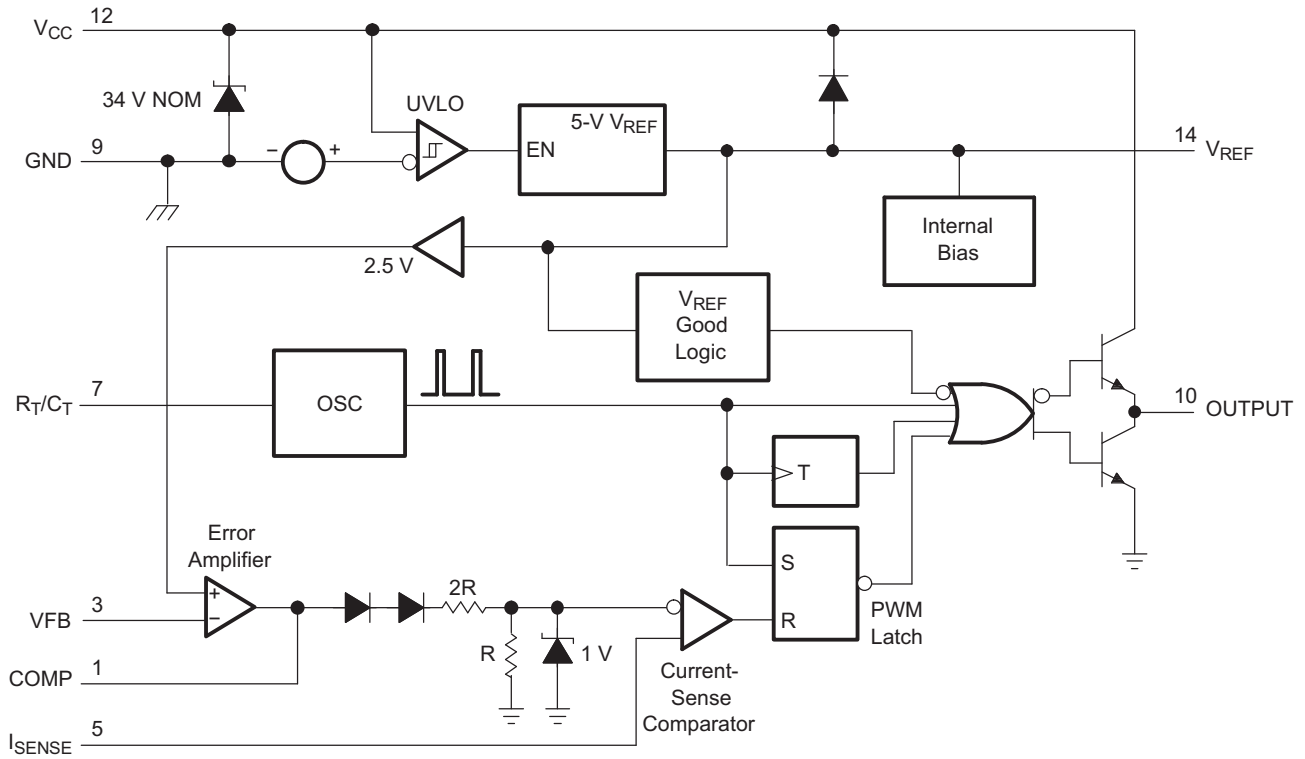 VCC 12
34 V NOM
UVLO
5-V VREF
EN
GND 9
− +
14 VREF
Internal
Bias
2.5 V
VREF
Good
Logic
RT/CT 7
OSC
10 OUTPUT
T
Error
Amplifier
S
R
PWM
Latch
+
−
VFB 3
2R
R
1 V
COMP 1
Current-
Sense
Comparator
ISENSE 5